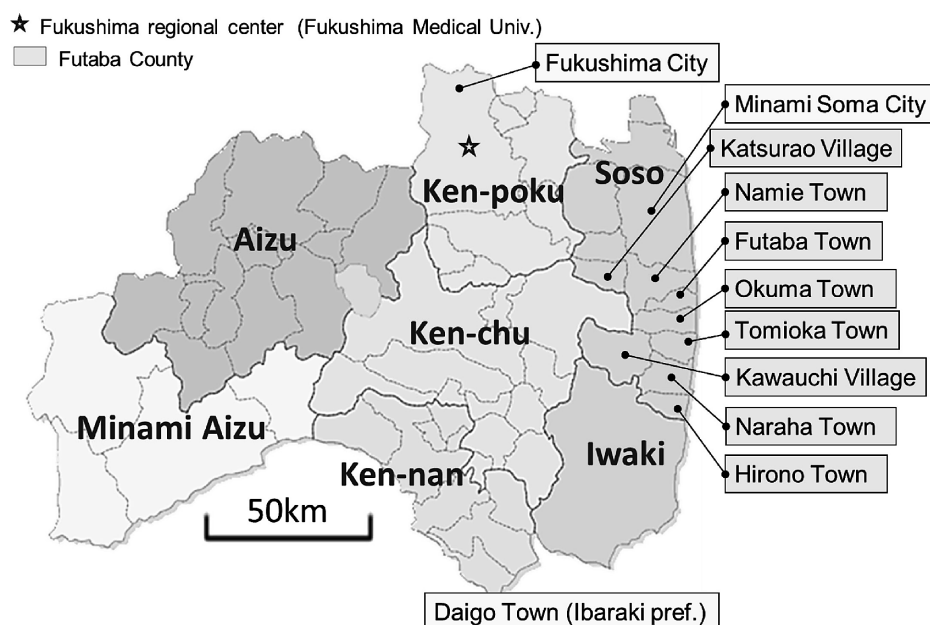 Fukushima regional center (Fukushima Medical Univ.)
Futaba County
Fukushima City
Minami Soma City
Katsurao Village
Soso
Ken-poku
Namie Town
Aizu
Futaba Town
Okuma Town
Ken-chu
Tomioka Town
Kawauchi Village
Minami Aizu
Naraha Town
Iwaki
Ken-nan
Hirono Town
50km
Daigo Town (Ibaraki pref.)